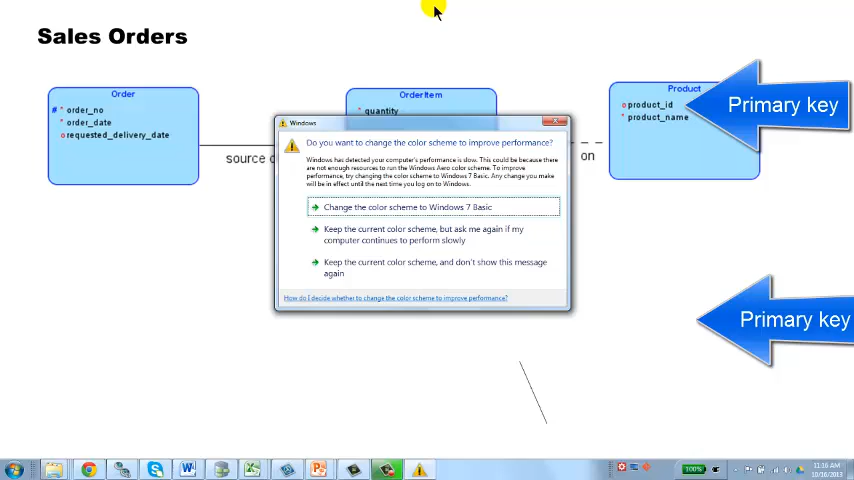 Sales Orders
Order
# * order_no
* order_date
o requested_delivery_date
OrderItem
* quantity
Product
o product_id
* product_name
Primary key
source o
on
Windows
Do you want to change the color scheme to improve performance?
Windows has detected your computer's performance is slow. This could be because there
are not enough resources to run the Windows Aero color scheme. To improve
performance, try changing the color scheme to Windows 7 Basic. Any change you make
will be in effect until the next time you log on to Windows.
Change the color scheme to Windows 7 Basic
Keep the current color scheme, but ask me again if my
computer continues to perform slowly
Keep the current color scheme, and don't show this message
again
How do I decide whether to change the color scheme to improve performance?
Primary key
100%
11:16 AM
10/16/2013